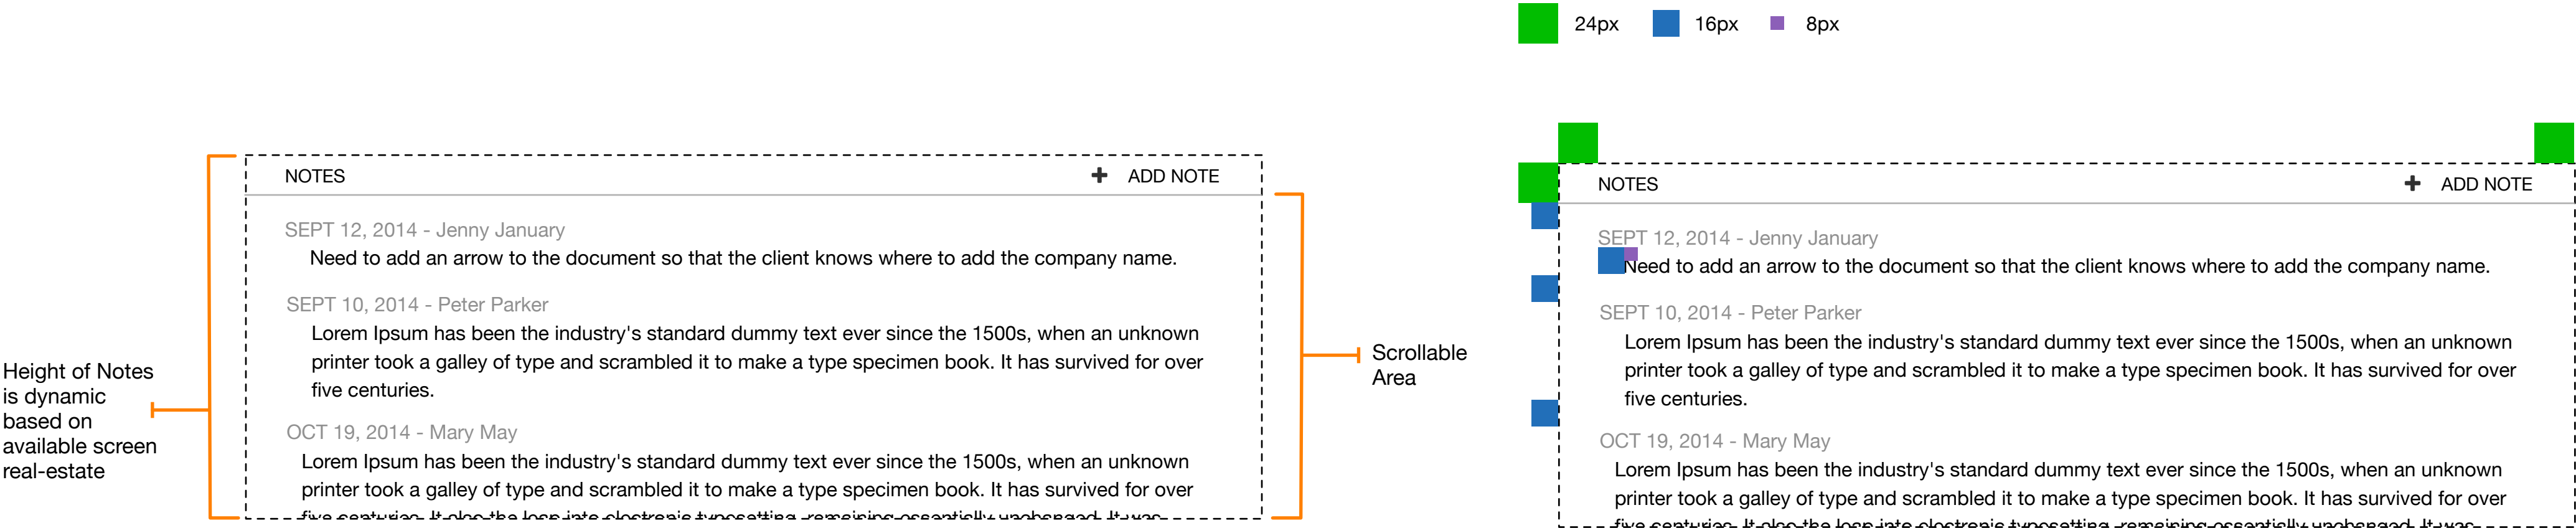 24px 16px 8px
NOTES + ADD NOTE
SEPT 12, 2014 - Jenny January
Need to add an arrow to the document so that the client knows where to add the company name.
SEPT 10, 2014 - Peter Parker
Lorem Ipsum has been the industry's standard dummy text ever since the 1500s, when an unknown
printer took a galley of type and scrambled it to make a type specimen book. It has survived for over
five centuries.
OCT 19, 2014 - Mary May
Lorem Ipsum has been the industry's standard dummy text ever since the 1500s, when an unknown
printer took a galley of type and scrambled it to make a type specimen book. It has survived for over
Height of Notes
is dynamic
based on
available screen
real-estate
Scrollable
Area
NOTES + ADD NOTE
SEPT 12, 2014 - Jenny January
Need to add an arrow to the document so that the client knows where to add the company name.
SEPT 10, 2014 - Peter Parker
Lorem Ipsum has been the industry's standard dummy text ever since the 1500s, when an unknown
printer took a galley of type and scrambled it to make a type specimen book. It has survived for over
five centuries.
OCT 19, 2014 - Mary May
Lorem Ipsum has been the industry's standard dummy text ever since the 1500s, when an unknown
printer took a galley of type and scrambled it to make a type specimen book. It has survived for over